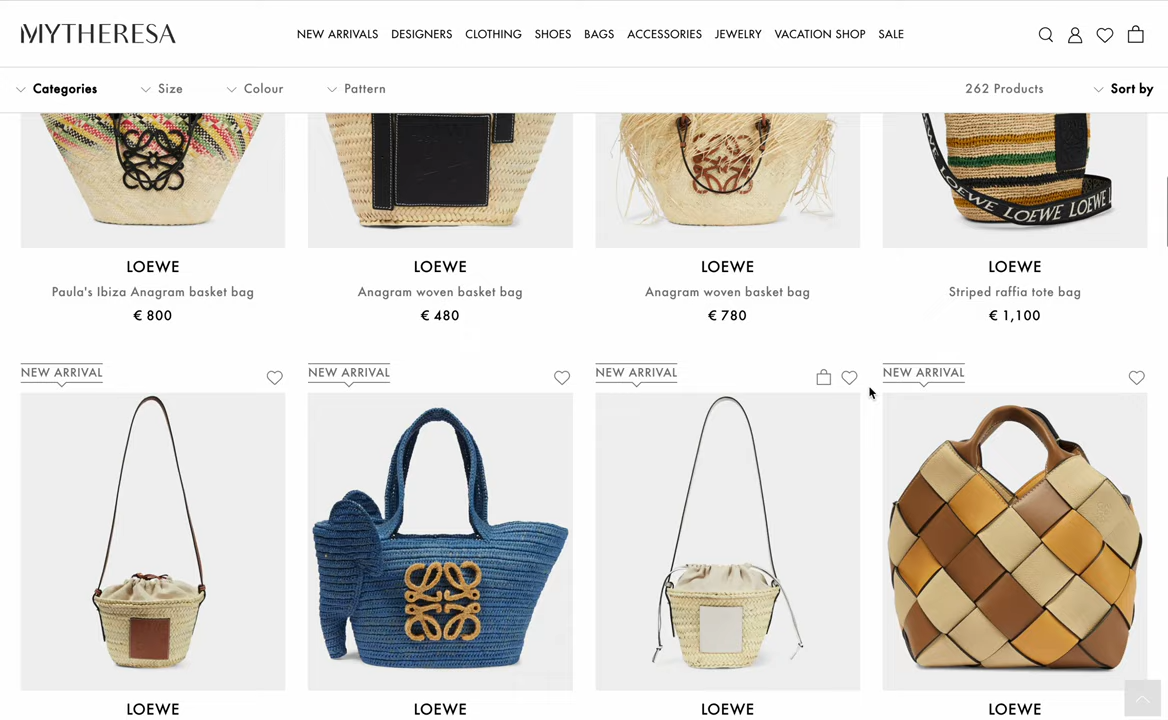 MYTHERESA
NEW ARRIVALS DESIGNERS CLOTHING SHOES BAGS ACCESSORIES JEWELRY VACATION SHOP SALE
Categories Size Colour Pattern 262 Products Sort by
LOEWE LOEWE LOEWE L
LOEWE LOEWE LOEWE LOEWE
Paula's Ibiza Anagram basket bag Anagram woven basket bag Anagram woven basket bag Striped raffia tote bag
€ 800 € 480 € 780 € 1,100
NEW ARRIVAL NEW ARRIVAL NEW ARRIVAL NEW ARRIVAL
LOEWE LOEWE LOEWE LOEWE